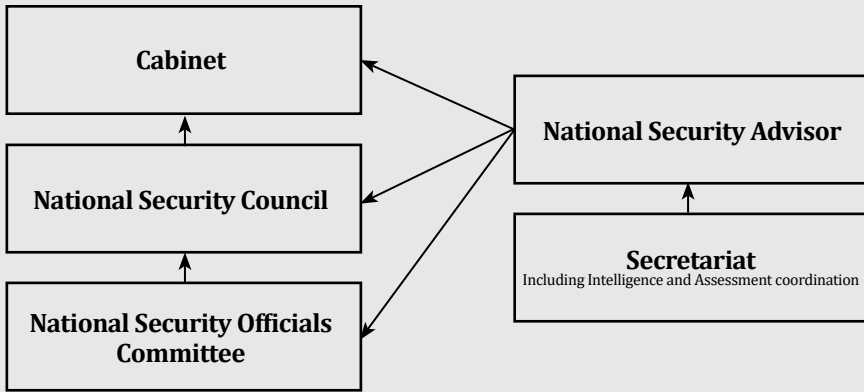 Cabinet
National Security Council
National Security Officials
Committee
National Security Advisor
Secretariat
Including Intelligence and Assessment coordination